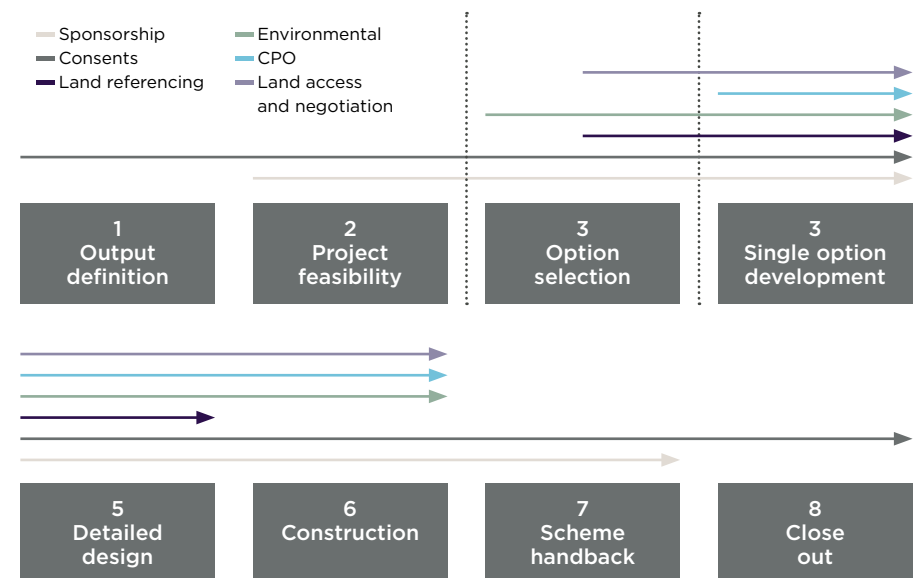 Sponsorship
Consents
Land referencing
Environmental
CPO
Land access
and negotiation
1
Output
definition
2
Project
feasibility
3
Option
selection
3
Single option
development
5
Detailed
design
6
Construction
7
Scheme
handback
8
Close
out